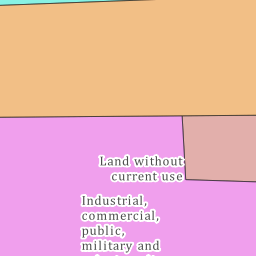 Land without
current use
Industrial,
commercial,
public,
military and